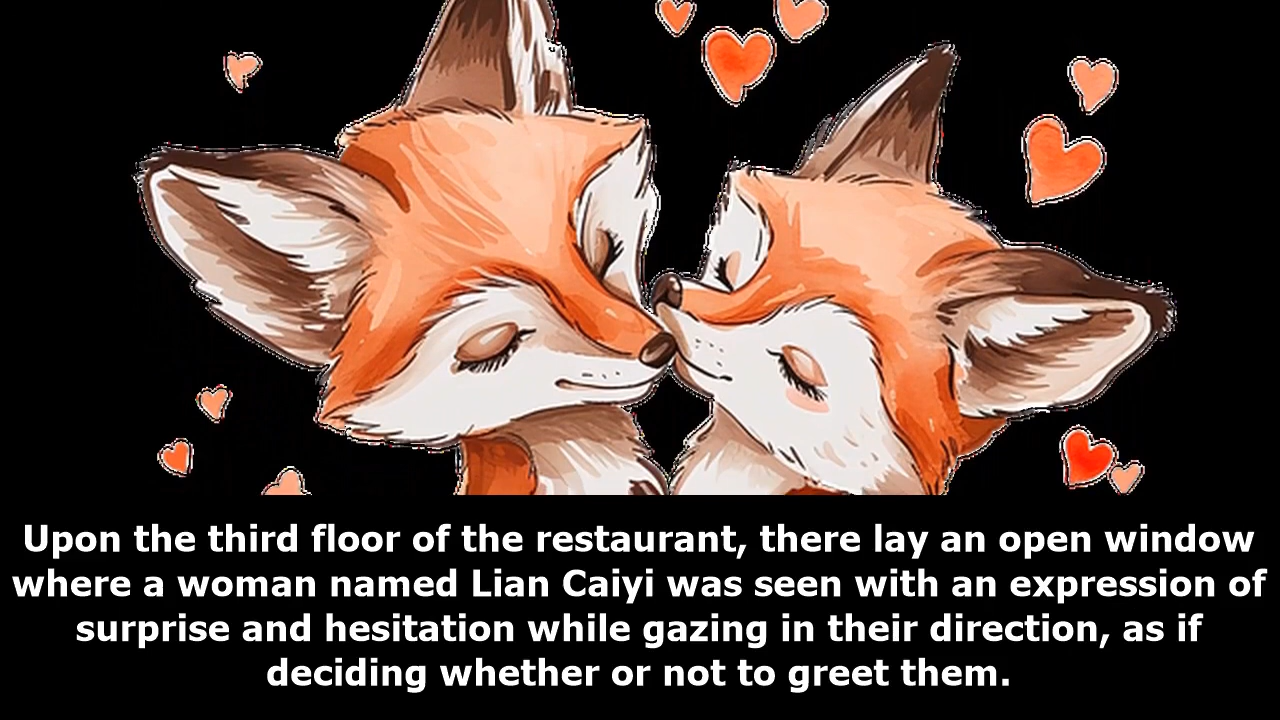 Upon the third floor of the restaurant, there lay an open window
where a woman named Lian Caiyi was seen with an expression of
surprise and hesitation while gazing in their direction, as if
deciding whether or not to greet them.